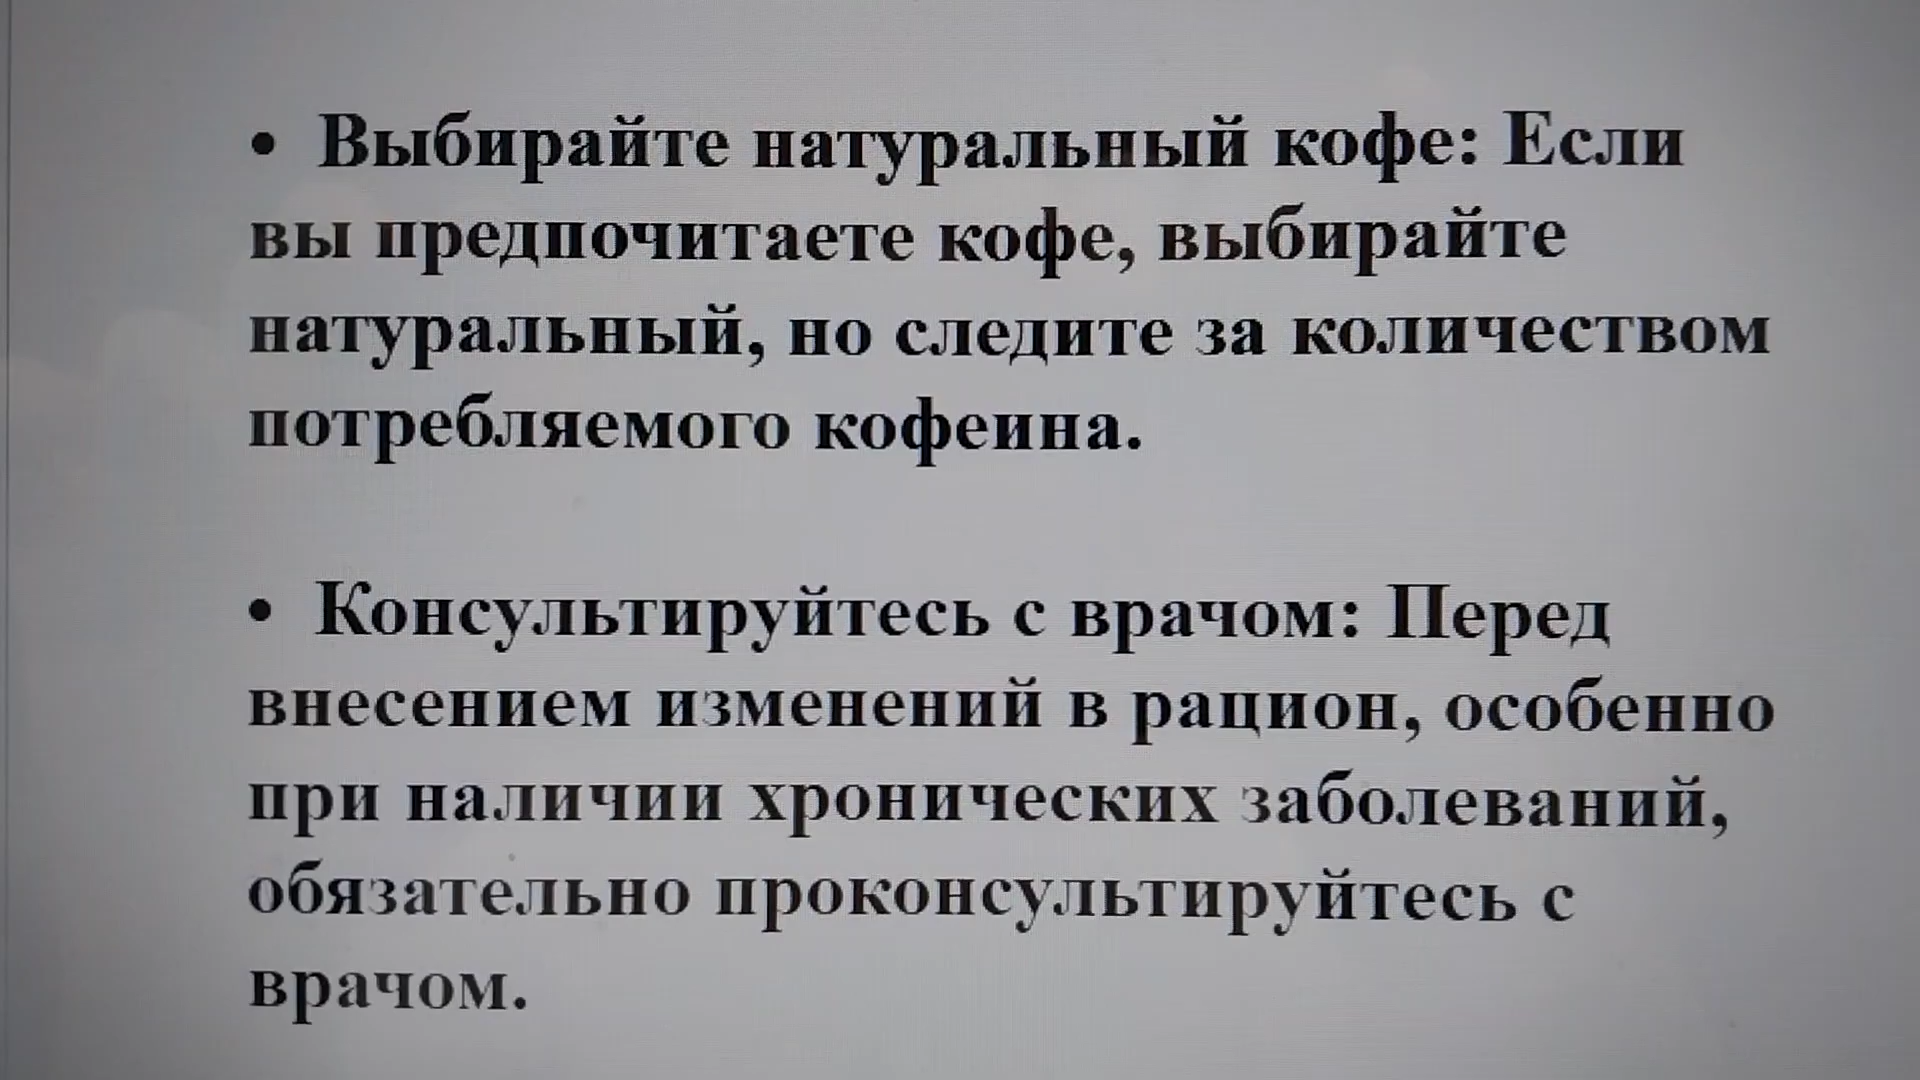 • Выбирайте натуральный кофе: Если
вы предпочитаете кофе, выбирайте
натуральный, но следите за количеством
потребляемого кофеина.
• Консультируйтесь с врачом: Перед
внесением изменений в рацион, особенно
при наличии хронических заболеваний,
обязательно проконсультируйтесь с
врачом.